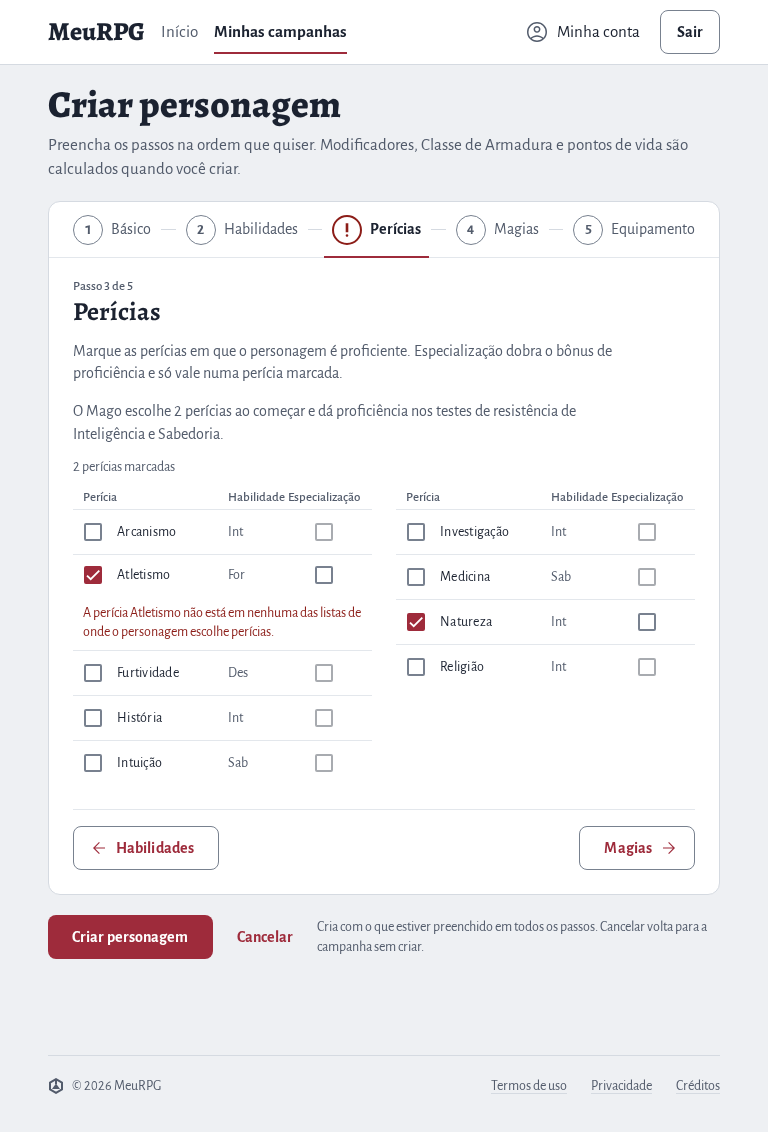 MeuRPG Início Minhas campanhas Minha conta Sair
Criar personagem
Preencha os passos na ordem que quiser. Modificadores, Classe de Armadura e pontos de vida são
calculados quando você criar.
1 Básico 2 Habilidades ! Perícias 4 Magias 5 Equipamento
Passo 3 de 5
Perícias
Marque as perícias em que o personagem é proficiente. Especialização dobra o bônus de
proficiência e só vale numa perícia marcada.
O Mago escolhe 2 perícias ao começar e dá proficiência nos testes de resistência de
Inteligência e Sabedoria.
2 perícias marcadas
Perícia Habilidade Especialização
Arcanismo Int
Atletismo For
A perícia Atletismo não está em nenhuma das listas de
onde o personagem escolhe perícias.
Furtividade Des
História Int
Intuição Sab
Perícia Habilidade Especialização
Investigação Int
Medicina Sab
Natureza Int
Religião Int
Habilidades
Magias
Criar personagem Cancelar
Cria com o que estiver preenchido em todos os passos. Cancelar volta para a
campanha sem criar.
© 2026 MeuRPG Termos de uso Privacidade Créditos